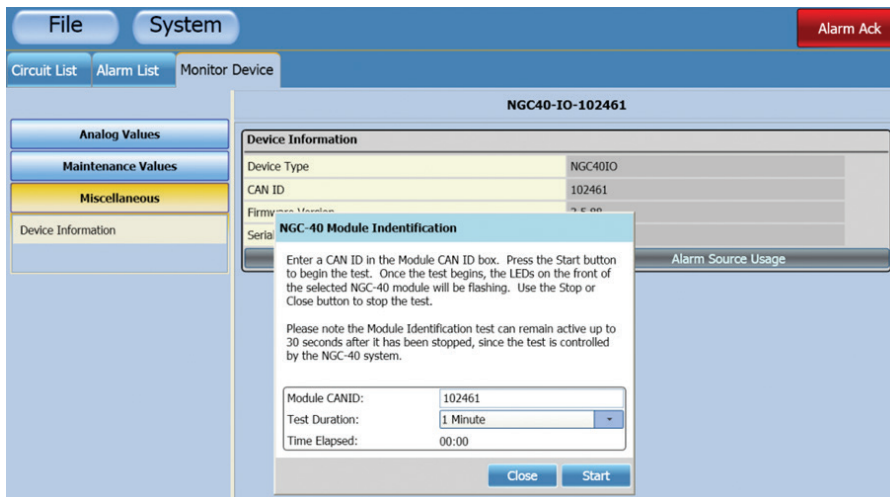 File System Alarm Ack
Circuit List Alarm List Monitor Device
NGC40-IO-102461
Analog Values
Maintenance Values
Miscellaneous
Device Information
Device Information
Device Type NGC40IO
CAN ID 102461
Firmware Version
Serial
Alarm Source Usage
NGC-40 Module Indentification
Enter a CAN ID in the Module CAN ID box. Press the Start button
to begin the test. Once the test begins, the LEDs on the front of
the selected NGC-40 module will be flashing. Use the Stop or
Close button to stop the test.
Please note the Module Identification test can remain active up to
30 seconds after it has been stopped, since the test is controlled
by the NGC-40 system.
Module CANID: 102461
Test Duration: 1 Minute
Time Elapsed: 00:00
Close Start